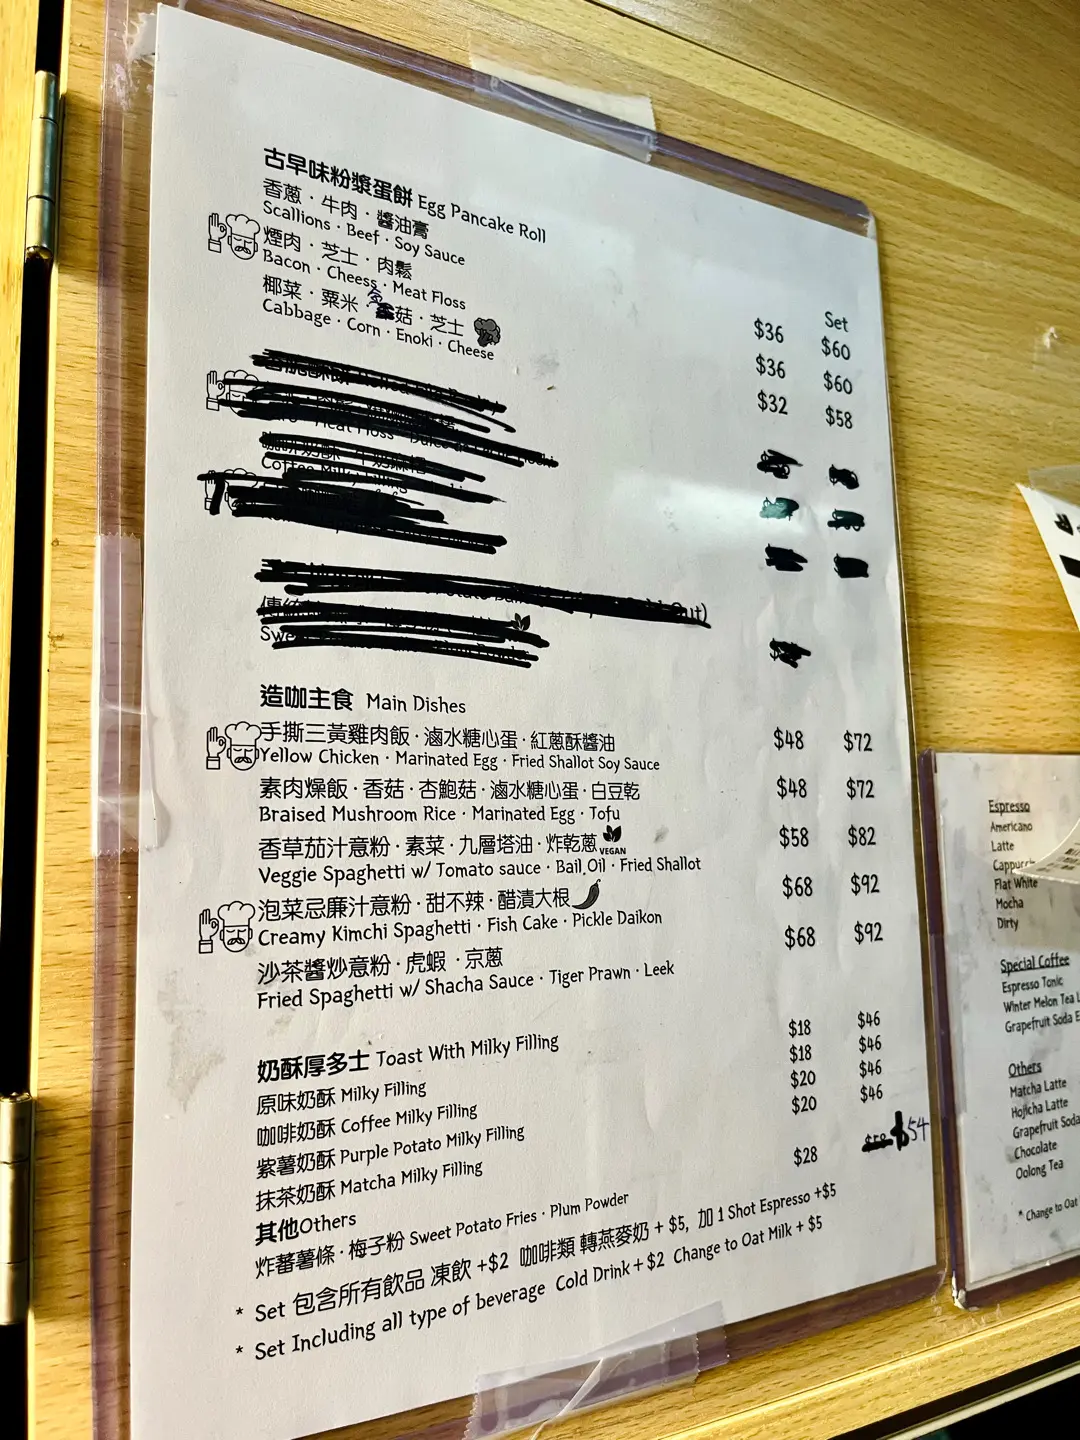 古早味粉漿蛋餅 Egg Pancake Roll
香蔥·牛肉·醬油膏
Scallions · Beef · Soy Sauce
煙肉·芝士·肉鬆
Bacon · Cheess · Meat Floss
椰菜·粟米 金菇·芝士
Cabbage · Corn · Enoki · Cheese
Set
$36 $60
$36 $60
$32 $58
造咖主食 Main Dishes
手撕三黃雞肉飯·滷水糖心蛋·紅蔥酥醬油
Yellow Chicken · Marinated Egg · Fried Shallot Soy Sauce
$48 $72
素肉燥飯·香菇·杏鮑菇·滷水糖心蛋·白豆乾
Braised Mushroom Rice · Marinated Egg · Tofu
$48 $72
香草茄汁意粉·素菜·九層塔油·炸乾蔥 VEGAN
Veggie Spaghetti w/ Tomato sauce · Bail Oil · Fried Shallot
$58 $82
泡菜忌廉汁意粉·甜不辣·醋漬大根
Creamy Kimchi Spaghetti · Fish Cake · Pickle Daikon
$68 $92
沙茶醬炒意粉·虎蝦·京蔥
Fried Spaghetti w/ Shacha Sauce · Tiger Prawn · Leek
$68 $92
奶酥厚多士 Toast With Milky Filling
原味奶酥 Milky Filling $18 $46
咖啡奶酥 Coffee Milky Filling $18 $46
紫薯奶酥 Purple Potato Milky Filling $20 $46
抹茶奶酥 Matcha Milky Filling $20 $46
其他Others
炸蕃薯條·梅子粉 Sweet Potato Fries · Plum Powder $28 $54
* Set 包含所有飲品 凍飲 +$2 咖啡類 轉燕麥奶 + $5, 加 1 Shot Espresso +$5
* Set Including all type of beverage Cold Drink + $2 Change to Oat Milk + $5
Espresso
Americano
Latte
Flat White
Mocha
Dirty
Special Coffee
Espresso Tonic
Winter Melon Tea
Grapefruit Soda
Others
Matcha Latte
Hojicha Latte
Grapefruit Soda
Chocolate
Oolong Tea
* Change to Oat